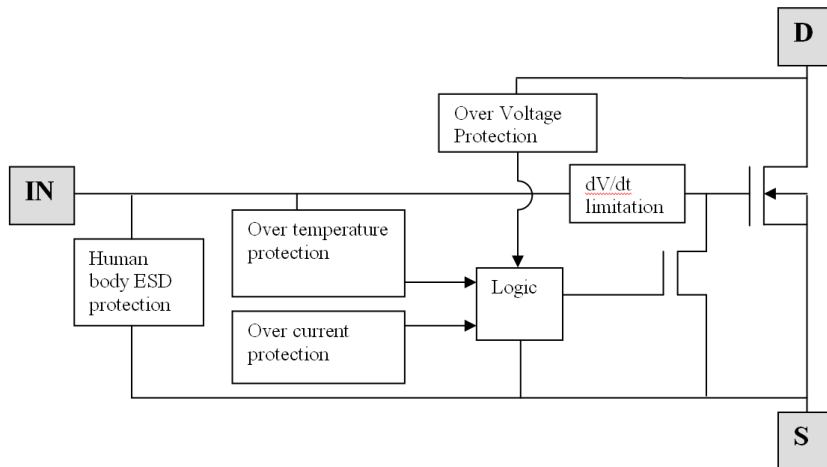 D
Over Voltage
Protection
IN
dV/dt
limitation
Over temperature
protection
Human
body ESD
protection
Logic
Over current
protection
S